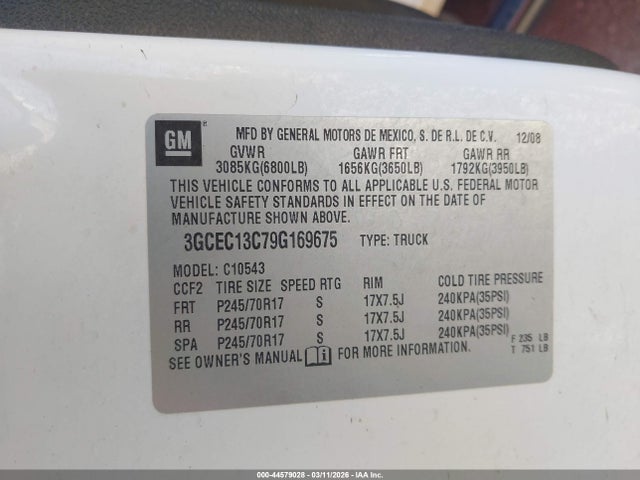 GM ® MFD BY GENERAL MOTORS DE MEXICO, S. DE R.L. DE C.V. 12/08
GVWR GAWR FRT GAWR RR
3085KG(6800LB) 1656KG(3650LB) 1792KG(3950LB)
THIS VEHICLE CONFORMS TO ALL APPLICABLE U.S. FEDERAL MOTOR
VEHICLE SAFETY STANDARDS IN EFFECT ON THE DATE OF
MANUFACTURE SHOWN ABOVE.
3GCEC13C79G169675 TYPE: TRUCK
MODEL: C10543
CCF2 TIRE SIZE SPEED RTG RIM COLD TIRE PRESSURE
FRT P245/70R17 S 17X7.5J 240KPA(35PSI)
RR P245/70R17 S 17X7.5J 240KPA(35PSI)
SPA P245/70R17 S 17X7.5J 240KPA(35PSI)
F 235 LB
T 751 LB
SEE OWNER'S MANUAL i FOR MORE INFORMATION.
000-44579028 - 03/11/2026 - IAA Inc.